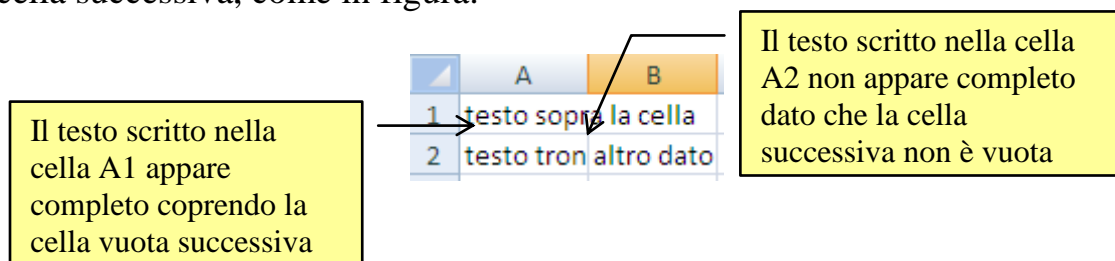 cella successiva, come in figura.
Il testo scritto nella cella
A2 non appare completo
dato che la cella
successiva non è vuota
A B
1 testo sopra la cella
2 testo tron altro dato
Il testo scritto nella
cella A1 appare
completo coprendo la
cella vuota successiva